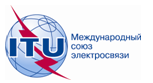 ITU
Международный
союз
электросвязи